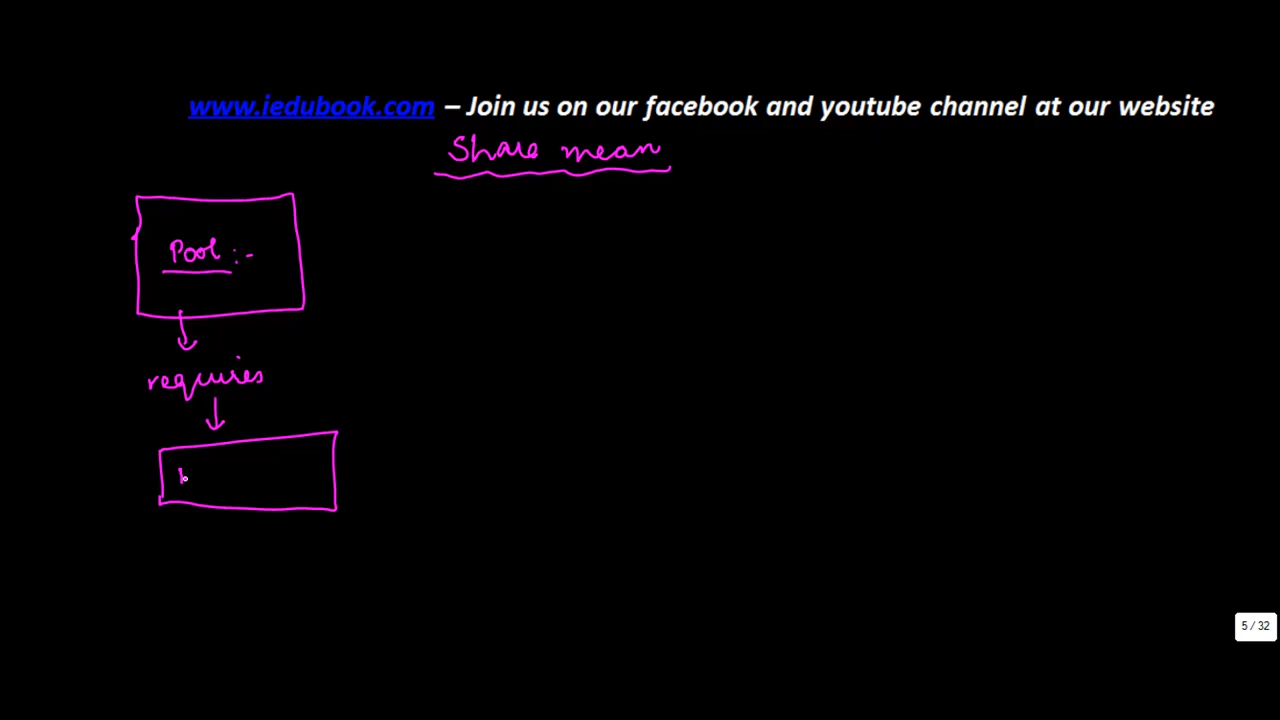 www.iedubook.com – Join us on our facebook and youtube channel at our website
Share mean
Pool :-
requires
5 / 32